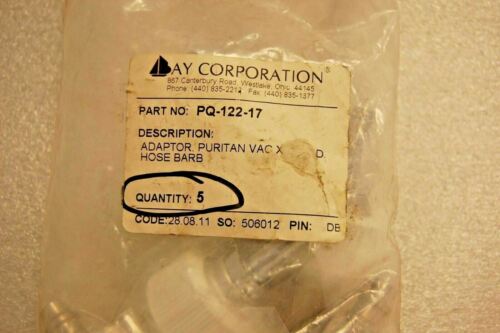 BAY CORPORATION®
867 Canterbury Road, Westlake, Ohio, 44145
Phone: (440) 835-2212 Fax: (440) 835-1377
PART NO: PQ-122-17
DESCRIPTION:
ADAPTOR, PURITAN VAC X D.
HOSE BARB
QUANTITY: 5
CODE: 28.08.11 SO: 506012 PIN: DB